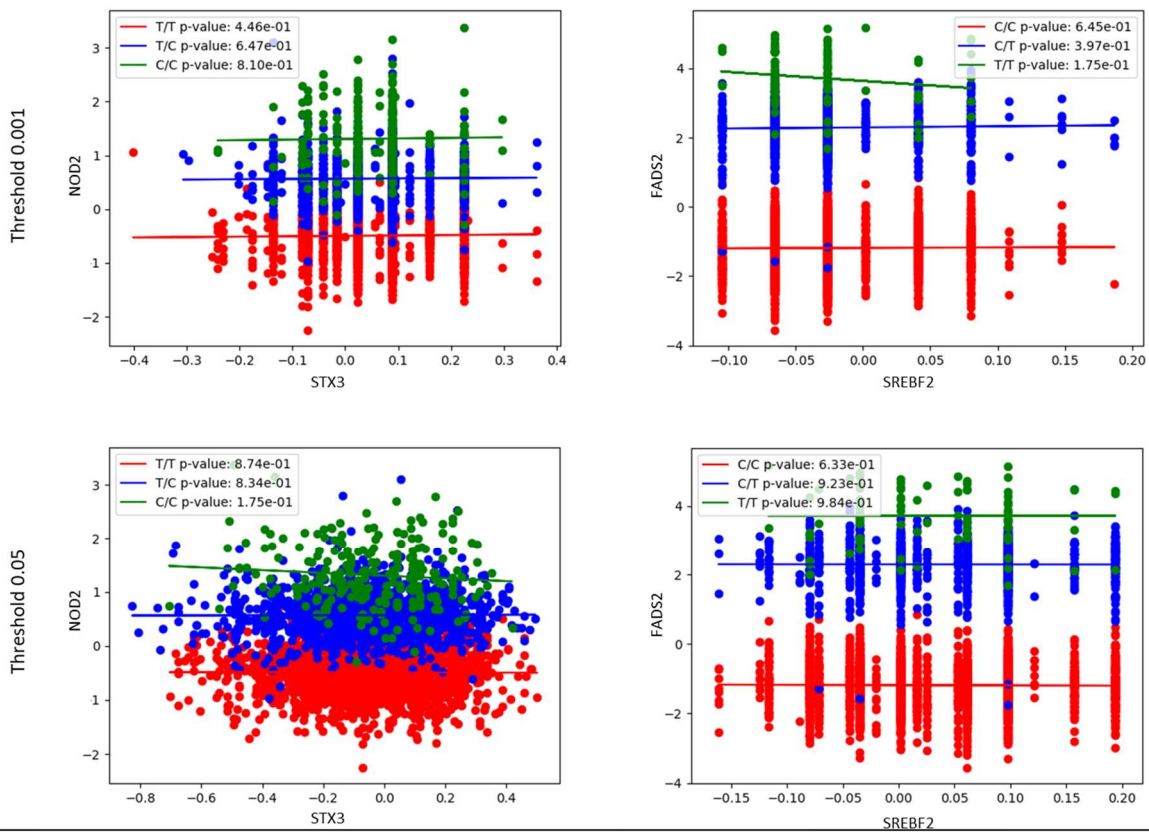 T/T p-value: 4.46e-01
T/C p-value: 6.47e-01
C/C p-value: 8.10e-01
3
2
1
0
1
−2
NOD2
−0.4 −0.3 −0.2 −0.1 0.0 0.1 0.2 0.3 0.4
STX3
Threshold 0.001
C/C p-value: 6.45e-01
C/T p-value: 3.97e-01
T/T p-value: 1.75e-01
4
2
0
−2
−4
FADS2
−0.10 −0.05 0.00 0.05 0.10 0.15 0.20
SREBF2
T/T p-value: 8.74e-01
T/C p-value: 8.34e-01
C/C p-value: 1.75e-01
3
2
1
0
1
−2
NOD2
−0.8 −0.6 −0.4 −0.2 0.0 0.2 0.4
STX3
Threshold 0.05
C/C p-value: 6.33e-01
C/T p-value: 9.23e-01
T/T p-value: 9.84e-01
4
2
0
−2
−4
FADS2
−0.15 −0.10 −0.05 0.00 0.05 0.10 0.15 0.20
SREBF2